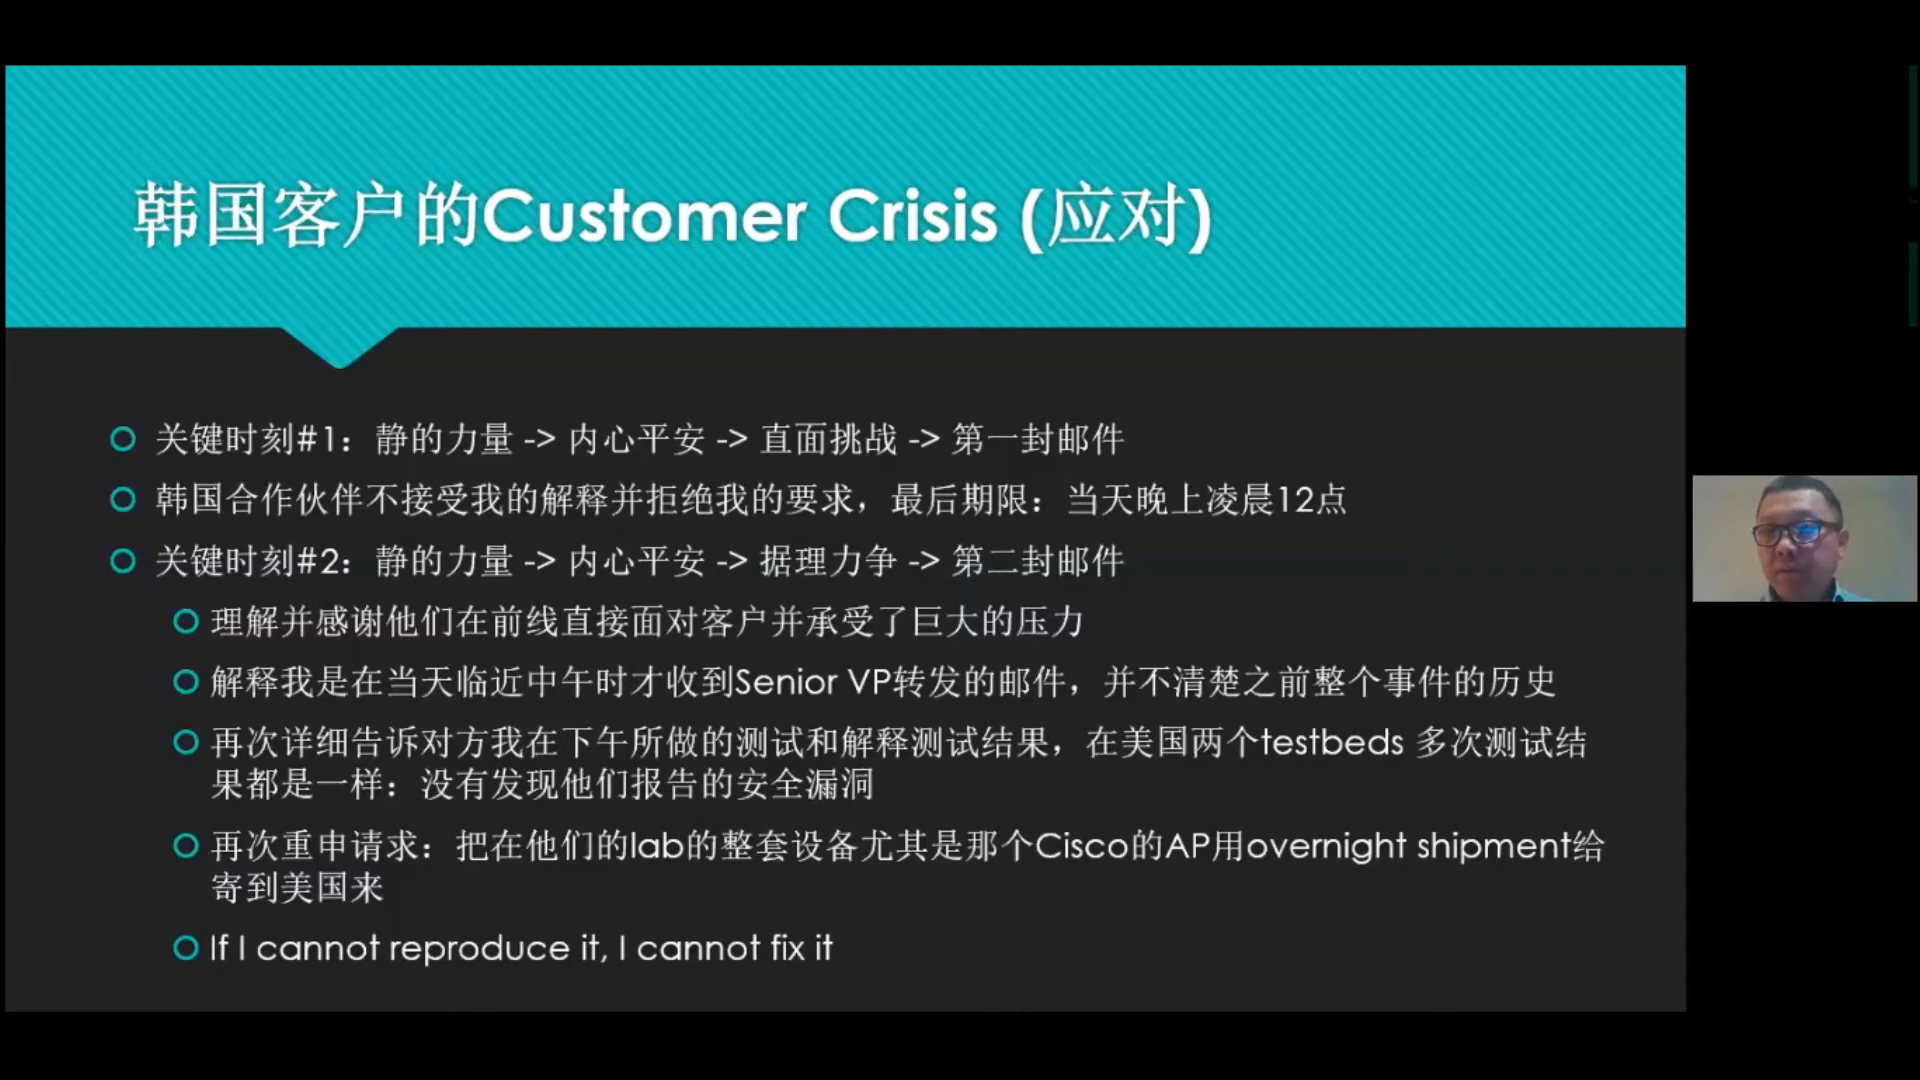 韩国客户的Customer Crisis (应对)
关键时刻#1：静的力量 -> 内心平安 -> 直面挑战 -> 第一封邮件
韩国合作伙伴不接受我的解释并拒绝我的要求，最后期限：当天晚上凌晨12点
关键时刻#2：静的力量 -> 内心平安 -> 据理力争 -> 第二封邮件
理解并感谢他们在前线直接面对客户并承受了巨大的压力
解释我是在当天临近中午时才收到Senior VP转发的邮件，并不清楚之前整个事件的历史
再次详细告诉对方我在下午所做的测试和解释测试结果，在美国两个testbeds 多次测试结
果都是一样：没有发现他们报告的安全漏洞
再次重申请求：把在他们的lab的整套设备尤其是那个Cisco的AP用overnight shipment给
寄到美国来
If I cannot reproduce it, I cannot fix it